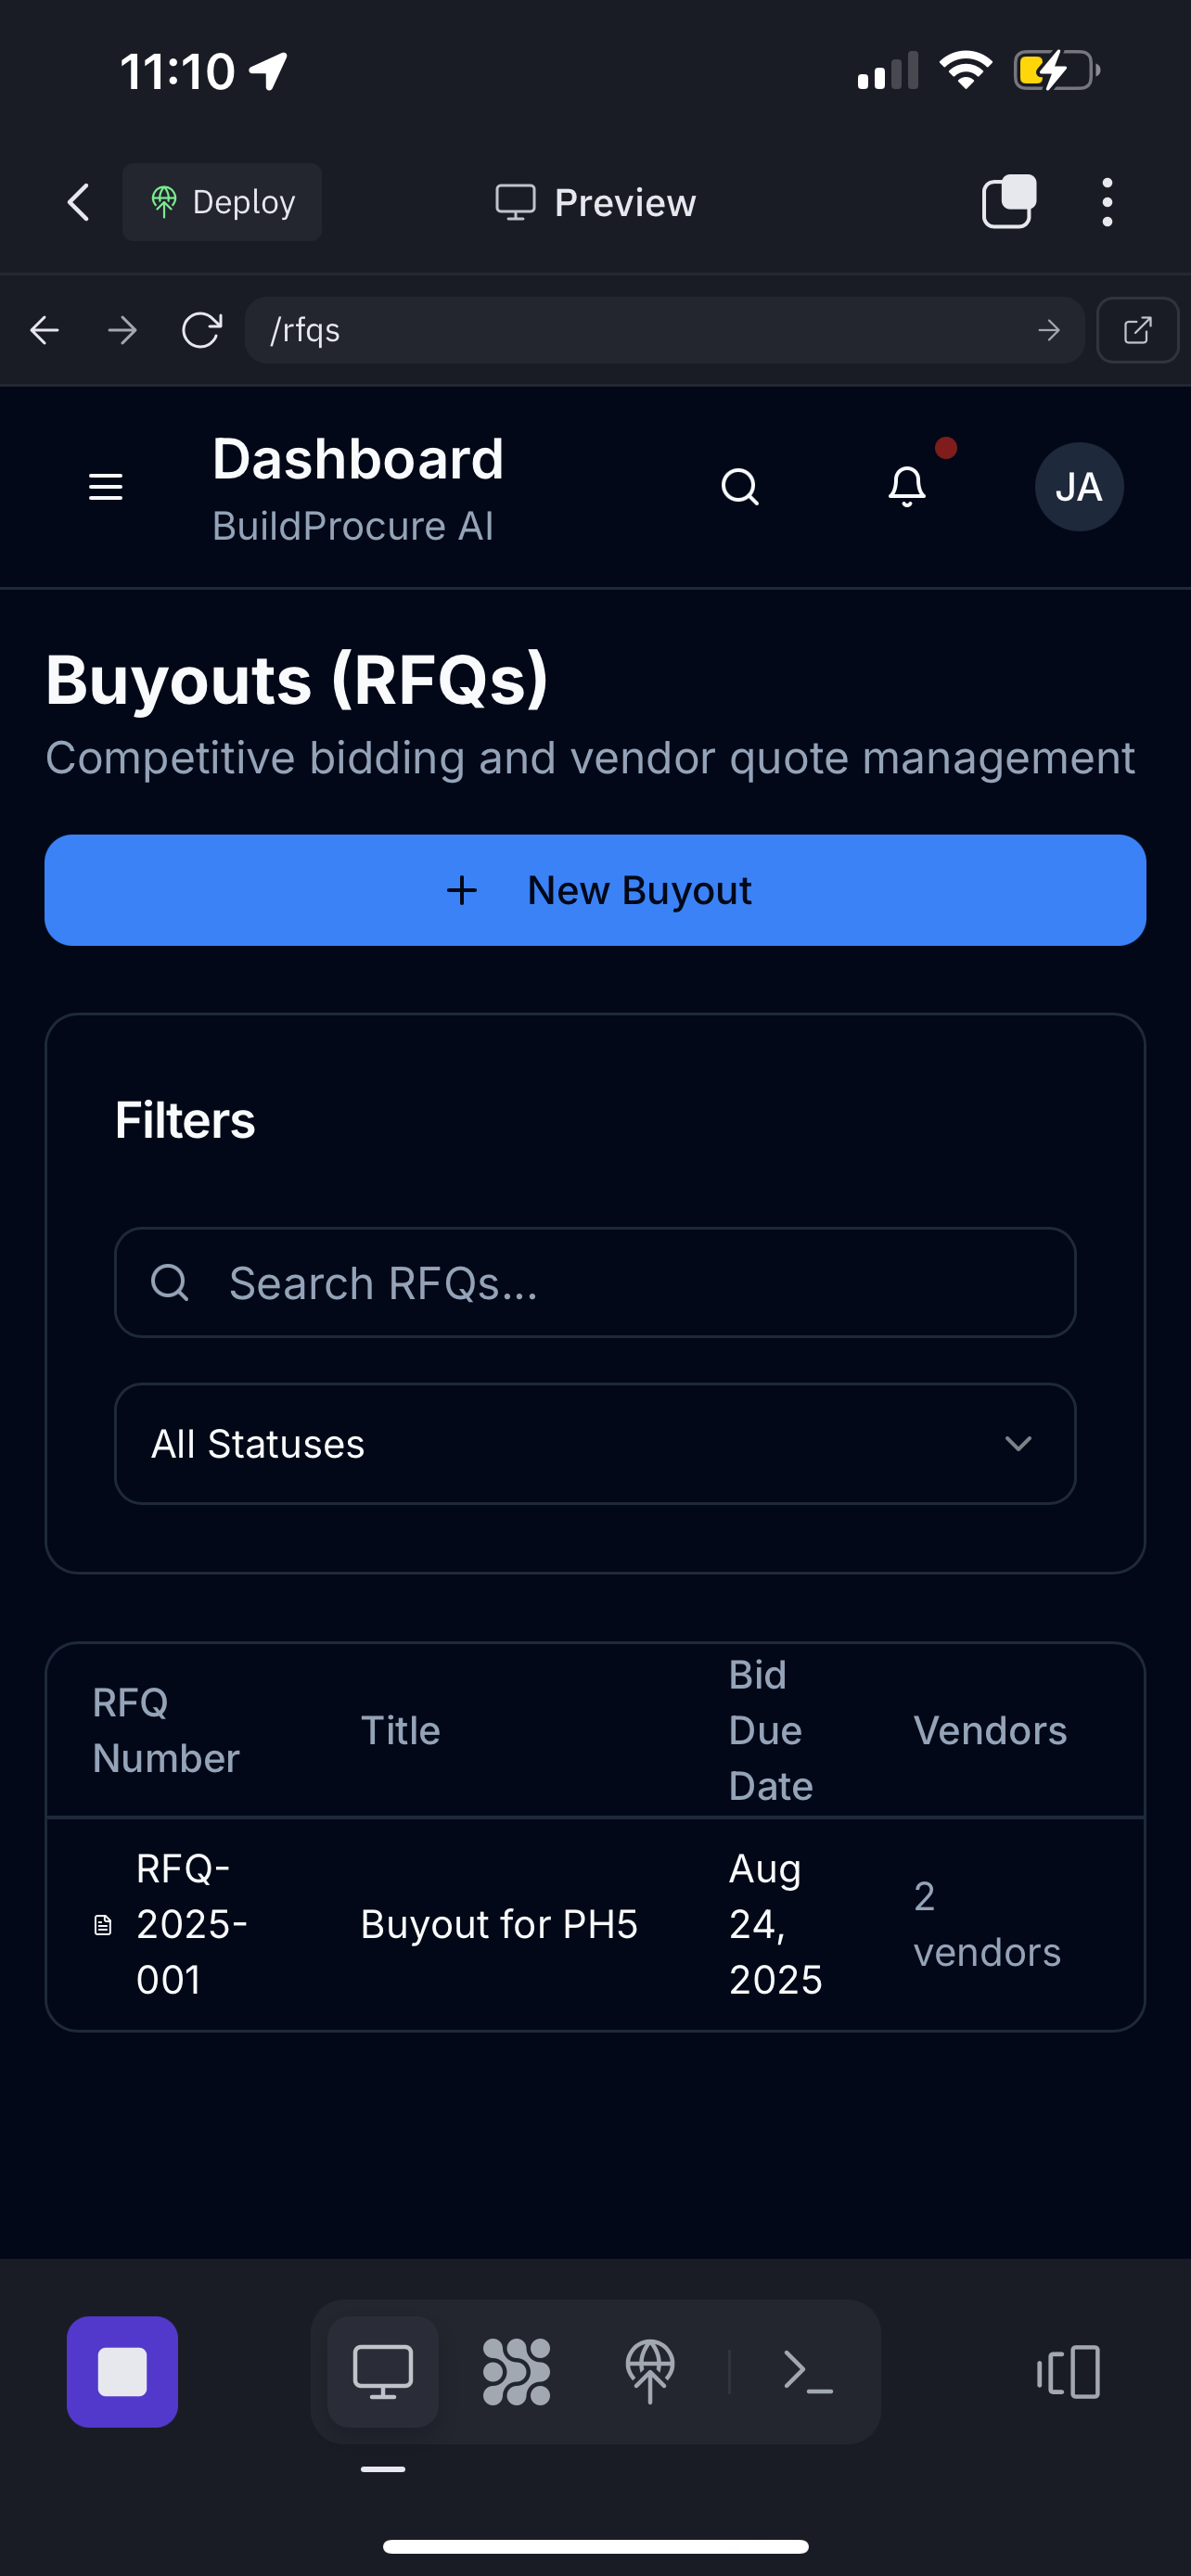 11:10
Deploy
Preview
/rfqs
Dashboard
BuildProcure AI
JA
Buyouts (RFQs)
Competitive bidding and vendor quote management
+ New Buyout
Filters
Search RFQs...
All Statuses
RFQ
Number
Title
Bid
Due
Date
Vendors
RFQ-
2025-
001
Buyout for PH5
Aug
24,
2025
2
vendors